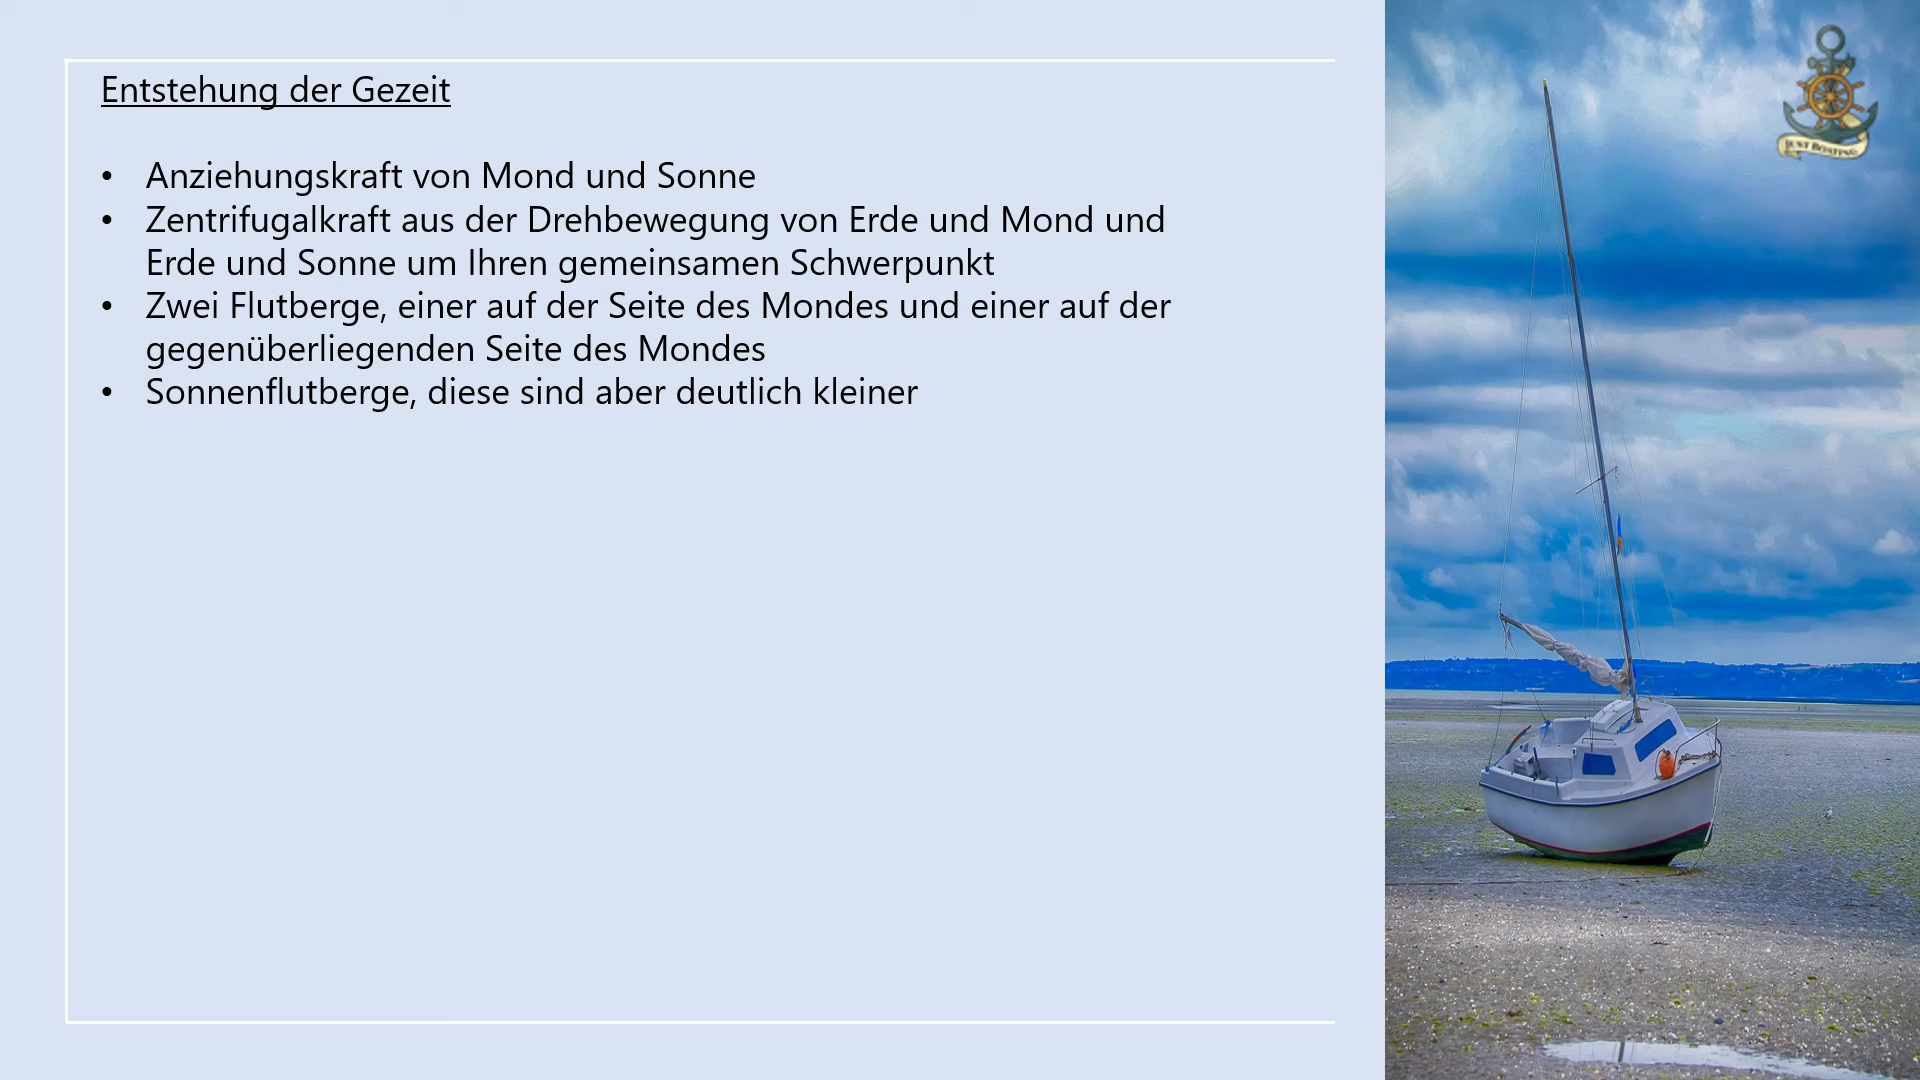 Entstehung der Gezeit
• Anziehungskraft von Mond und Sonne
• Zentrifugalkraft aus der Drehbewegung von Erde und Mond und
Erde und Sonne um Ihren gemeinsamen Schwerpunkt
• Zwei Flutberge, einer auf der Seite des Mondes und einer auf der
gegenüberliegenden Seite des Mondes
• Sonnenflutberge, diese sind aber deutlich kleiner
JUST BOATING